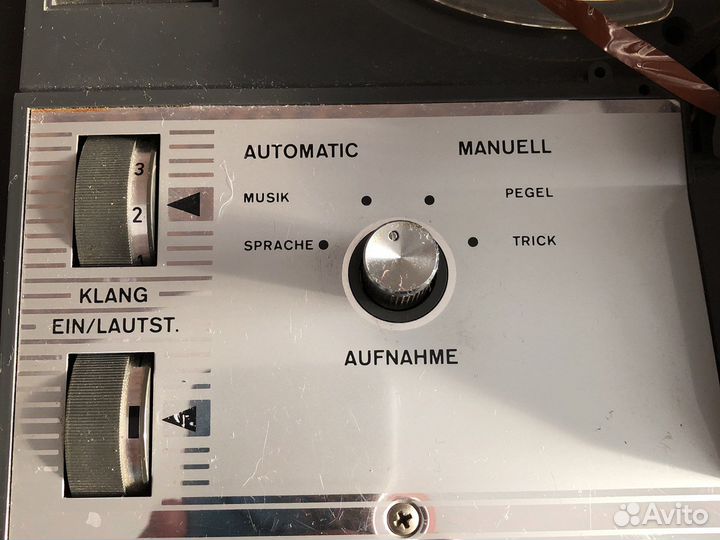 AUTOMATIC MANUELL
MUSIK PEGEL
SPRACHE TRICK
3
2
1
KLANG
EIN/LAUTST.
AUFNAHME
Avito